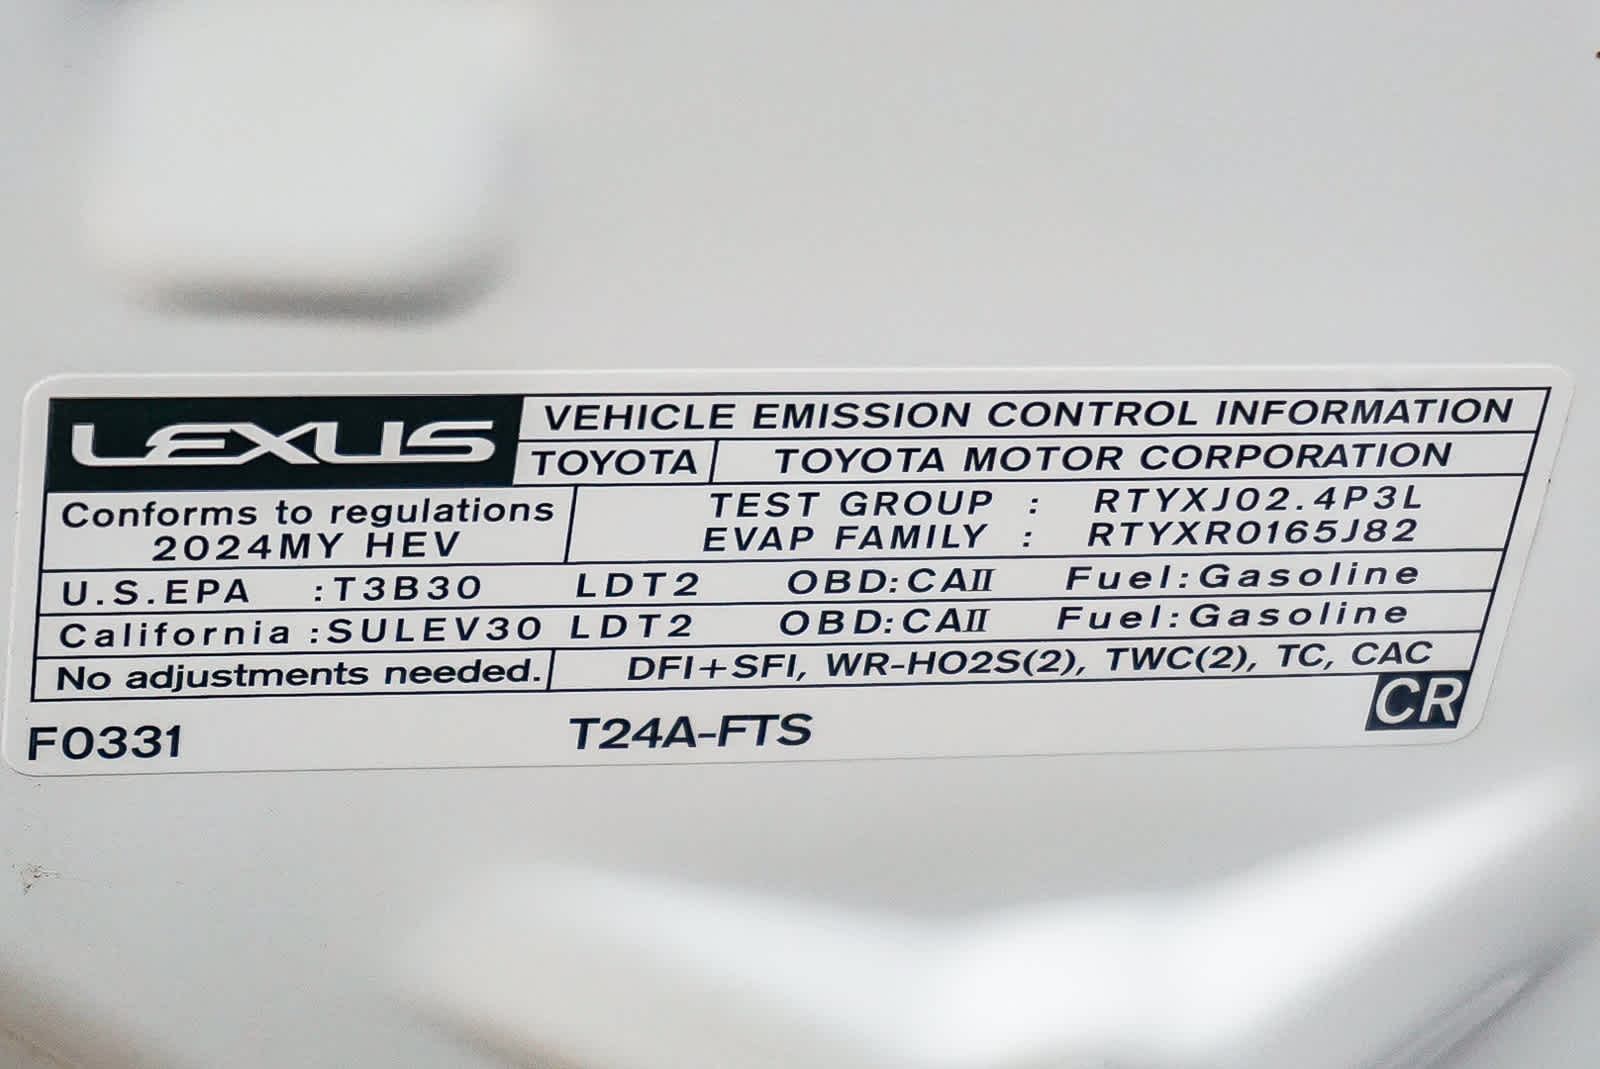 LEXUS
VEHICLE EMISSION CONTROL INFORMATION
TOYOTA TOYOTA MOTOR CORPORATION
Conforms to regulations
2024MY HEV
TEST GROUP : RTYXJ02.4P3L
EVAP FAMILY : RTYXR0165J82
U.S.EPA :T3B30 LDT2 OBD:CAII Fuel:Gasoline
California :SULEV30 LDT2 OBD:CAII Fuel:Gasoline
No adjustments needed. DFI+SFI, WR-HO2S(2), TWC(2), TC, CAC
F0331 T24A-FTS CR